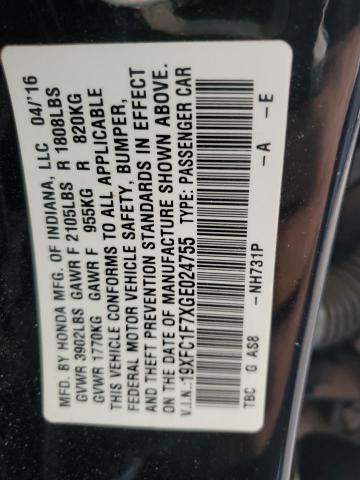 MFD. BY HONDA MFG. OF INDIANA, LLC 04/'16
GVWR 3902LBS GAWR F 2105LBS R 1808LBS
GVWR 1770KG GAWR F 955KG R 820KG
THIS VEHICLE CONFORMS TO ALL APPLICABLE
FEDERAL MOTOR VEHICLE SAFETY, BUMPER,
AND THEFT PREVENTION STANDARDS IN EFFECT
ON THE DATE OF MANUFACTURE SHOWN ABOVE.
V.I.N.: 19XFC1F7XGE024755 TYPE: PASSENGER CAR
-NH731P -A -E
TBC G AS8